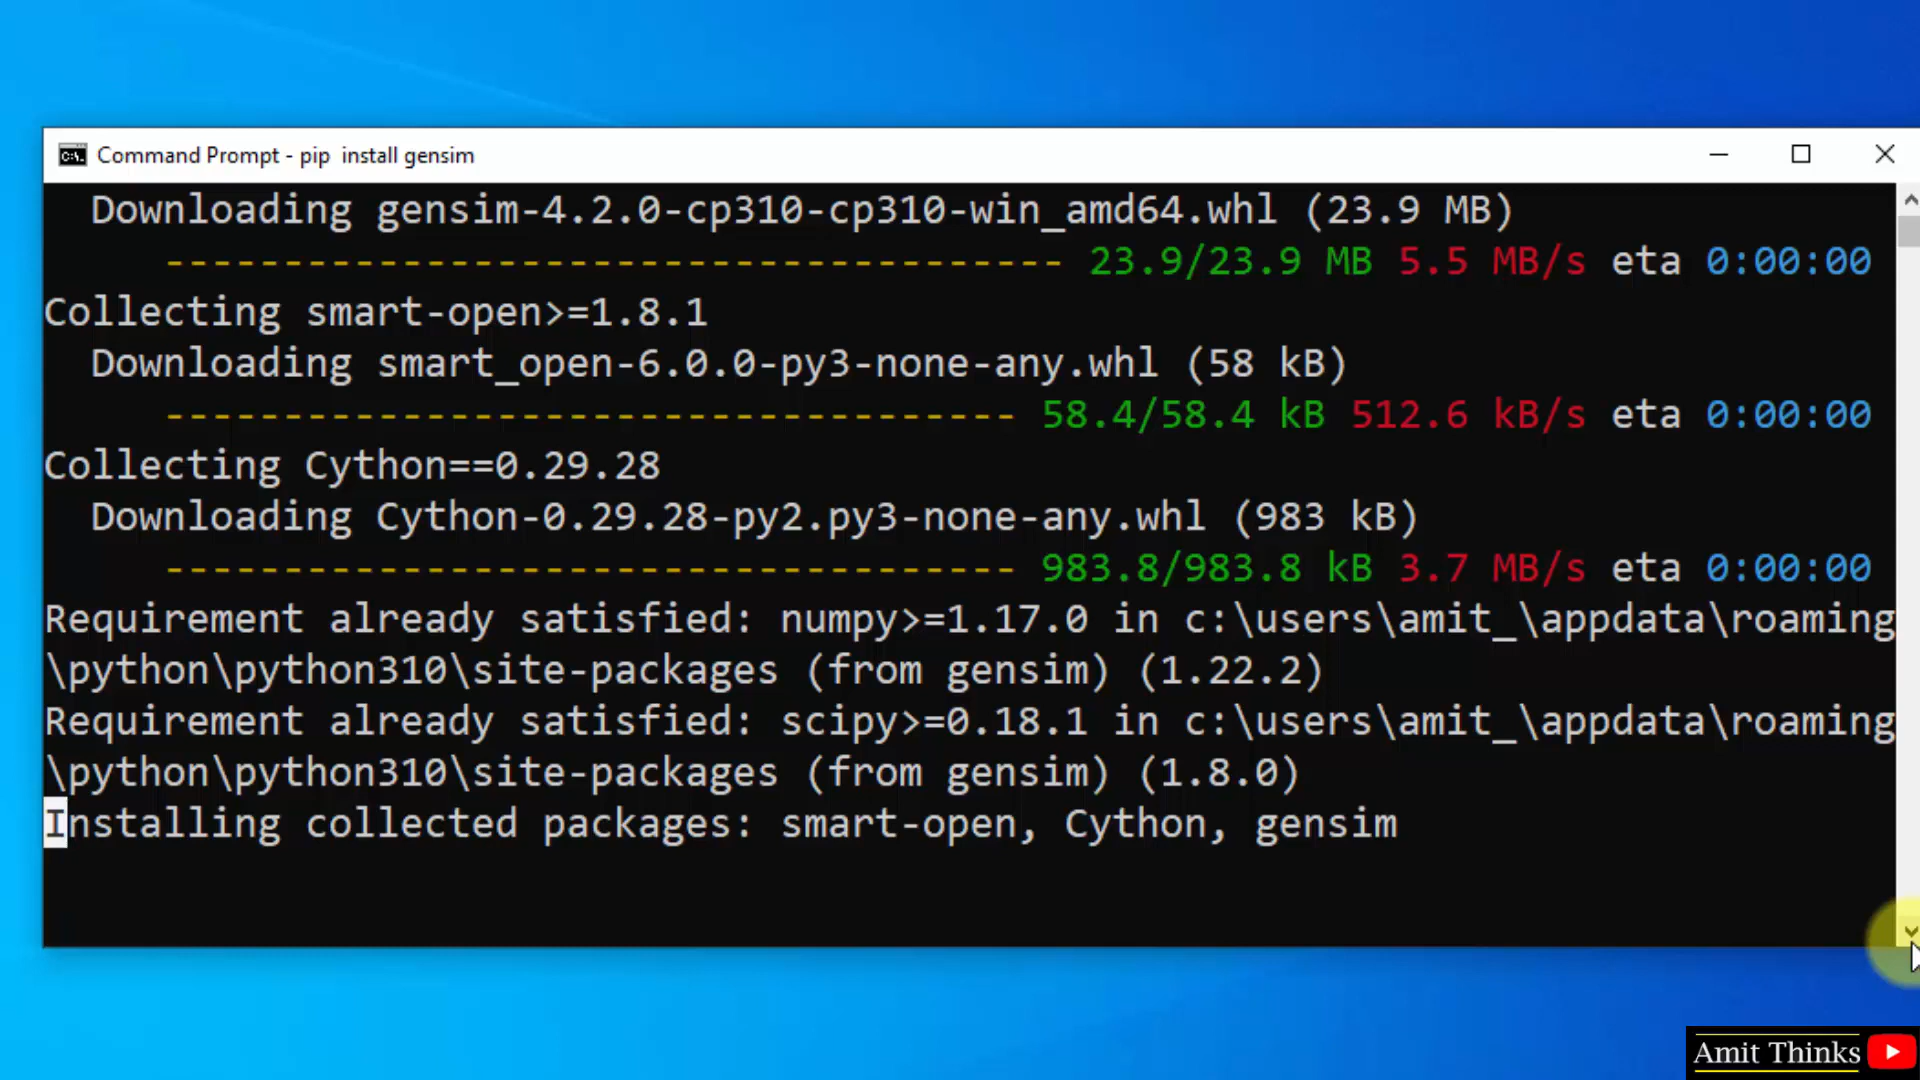 Command Prompt - pip  install gensim
Downloading gensim-4.2.0-cp310-cp310-win_amd64.whl (23.9 MB)
-------------------------------------- 23.9/23.9 MB 5.5 MB/s eta 0:00:00
Collecting smart-open>=1.8.1
Downloading smart_open-6.0.0-py3-none-any.whl (58 kB)
------------------------------------ 58.4/58.4 kB 512.6 kB/s eta 0:00:00
Collecting Cython==0.29.28
Downloading Cython-0.29.28-py2.py3-none-any.whl (983 kB)
------------------------------------ 983.8/983.8 kB 3.7 MB/s eta 0:00:00
Requirement already satisfied: numpy>=1.17.0 in c:\users\amit_\appdata\roaming
\python\python310\site-packages (from gensim) (1.22.2)
Requirement already satisfied: scipy>=0.18.1 in c:\users\amit_\appdata\roaming
\python\python310\site-packages (from gensim) (1.8.0)
Installing collected packages: smart-open, Cython, gensim
Amit Thinks